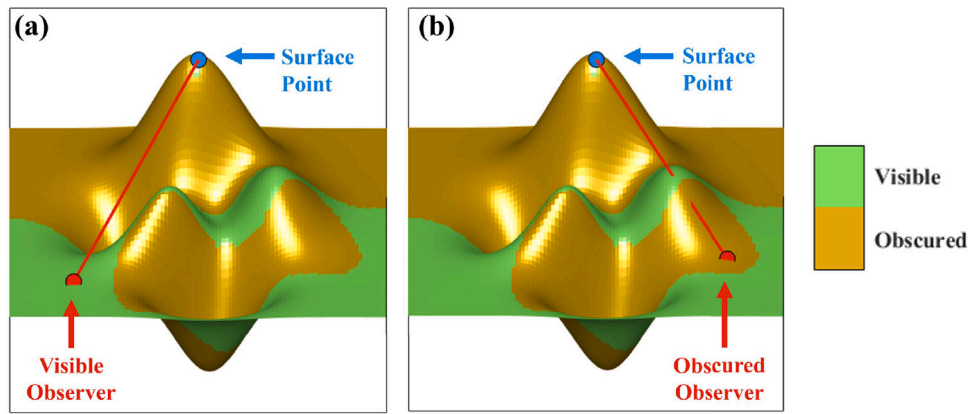 (a)
Surface
Point
Visible
Observer
(b)
Surface
Point
Obscured
Observer
Visible
Obscured